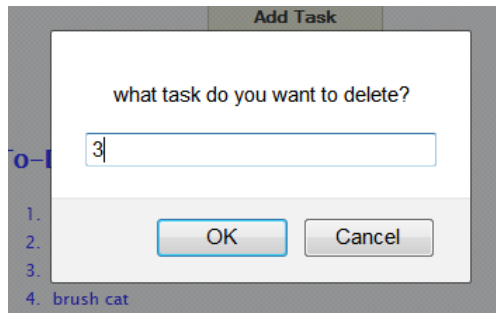 Add Task
what task do you want to delete?
3
To-
OK
Cancel
1.
2.
3.
4. brush cat